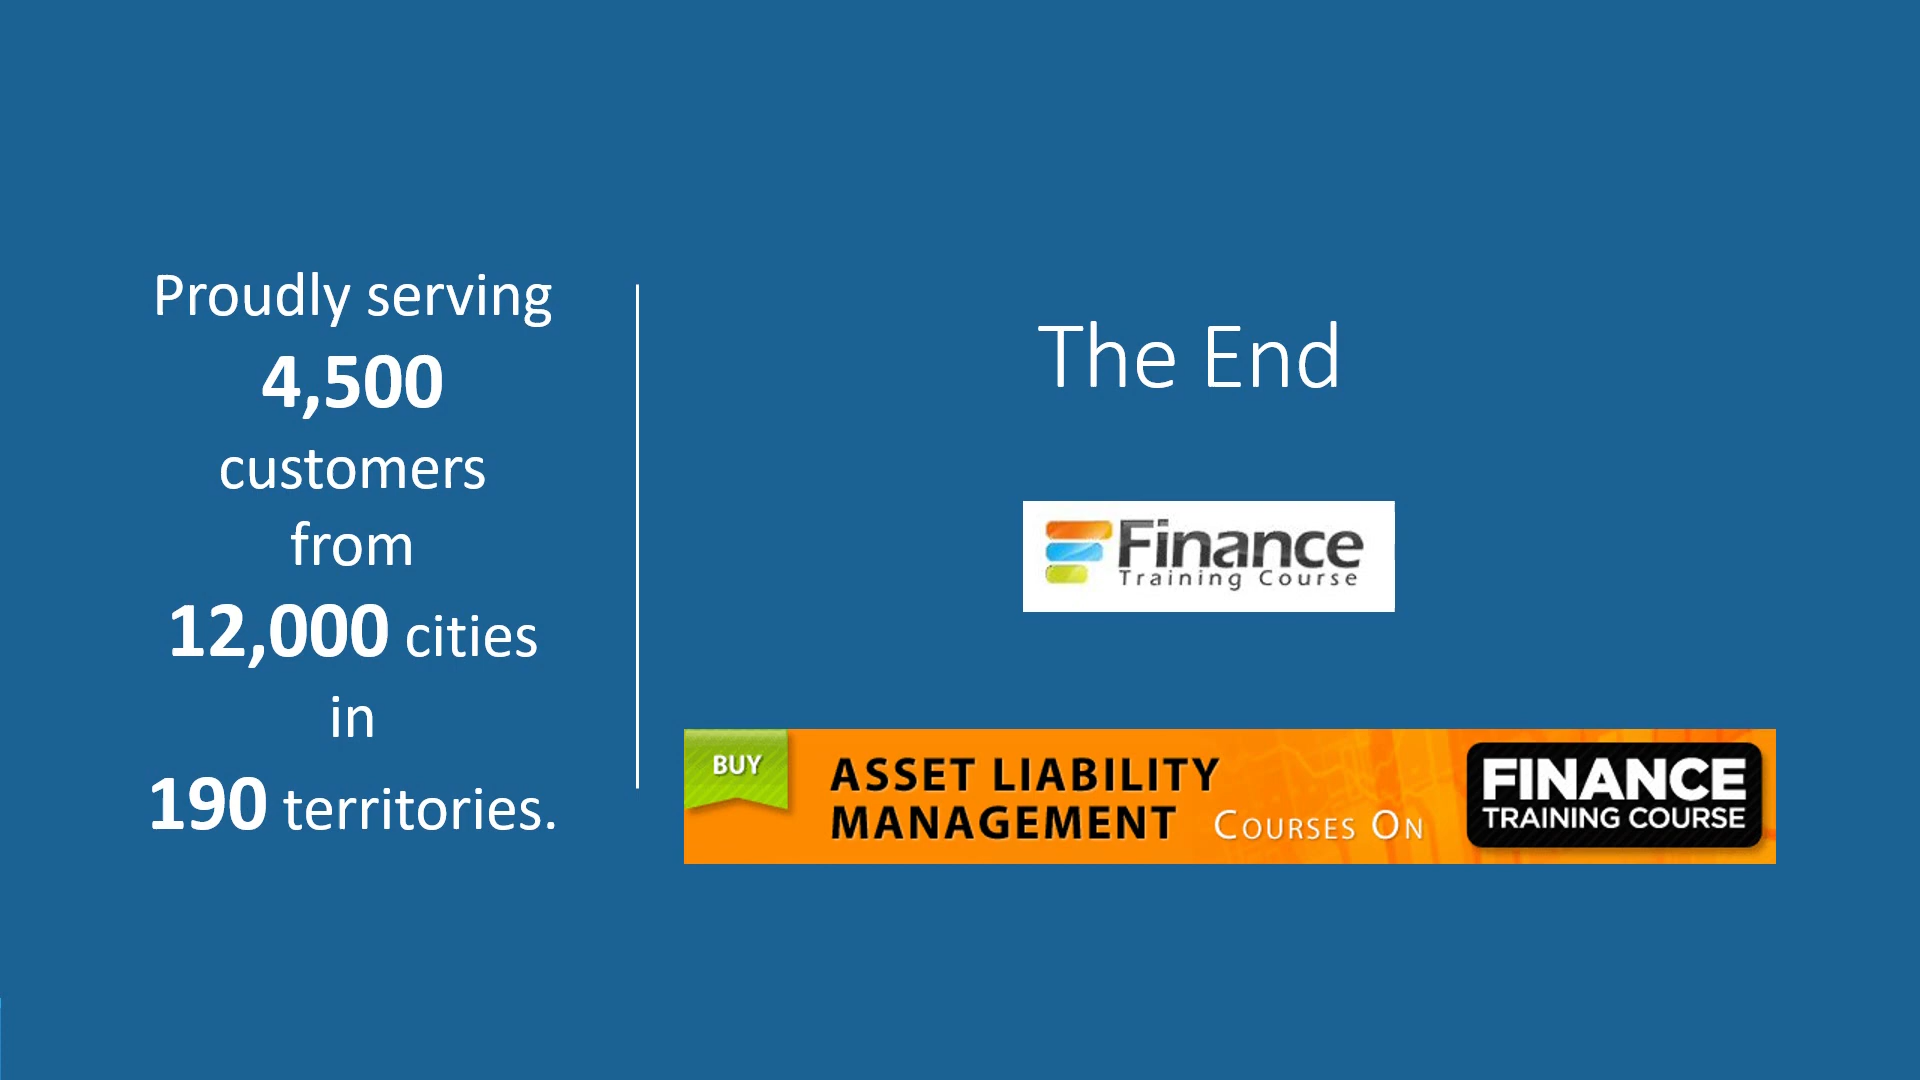 Proudly serving
4,500
customers
from
12,000 cities
in
190 territories.
The End
Finance
Training Course
BUY
ASSET LIABILITY
MANAGEMENT COURSES ON
FINANCE
TRAINING COURSE